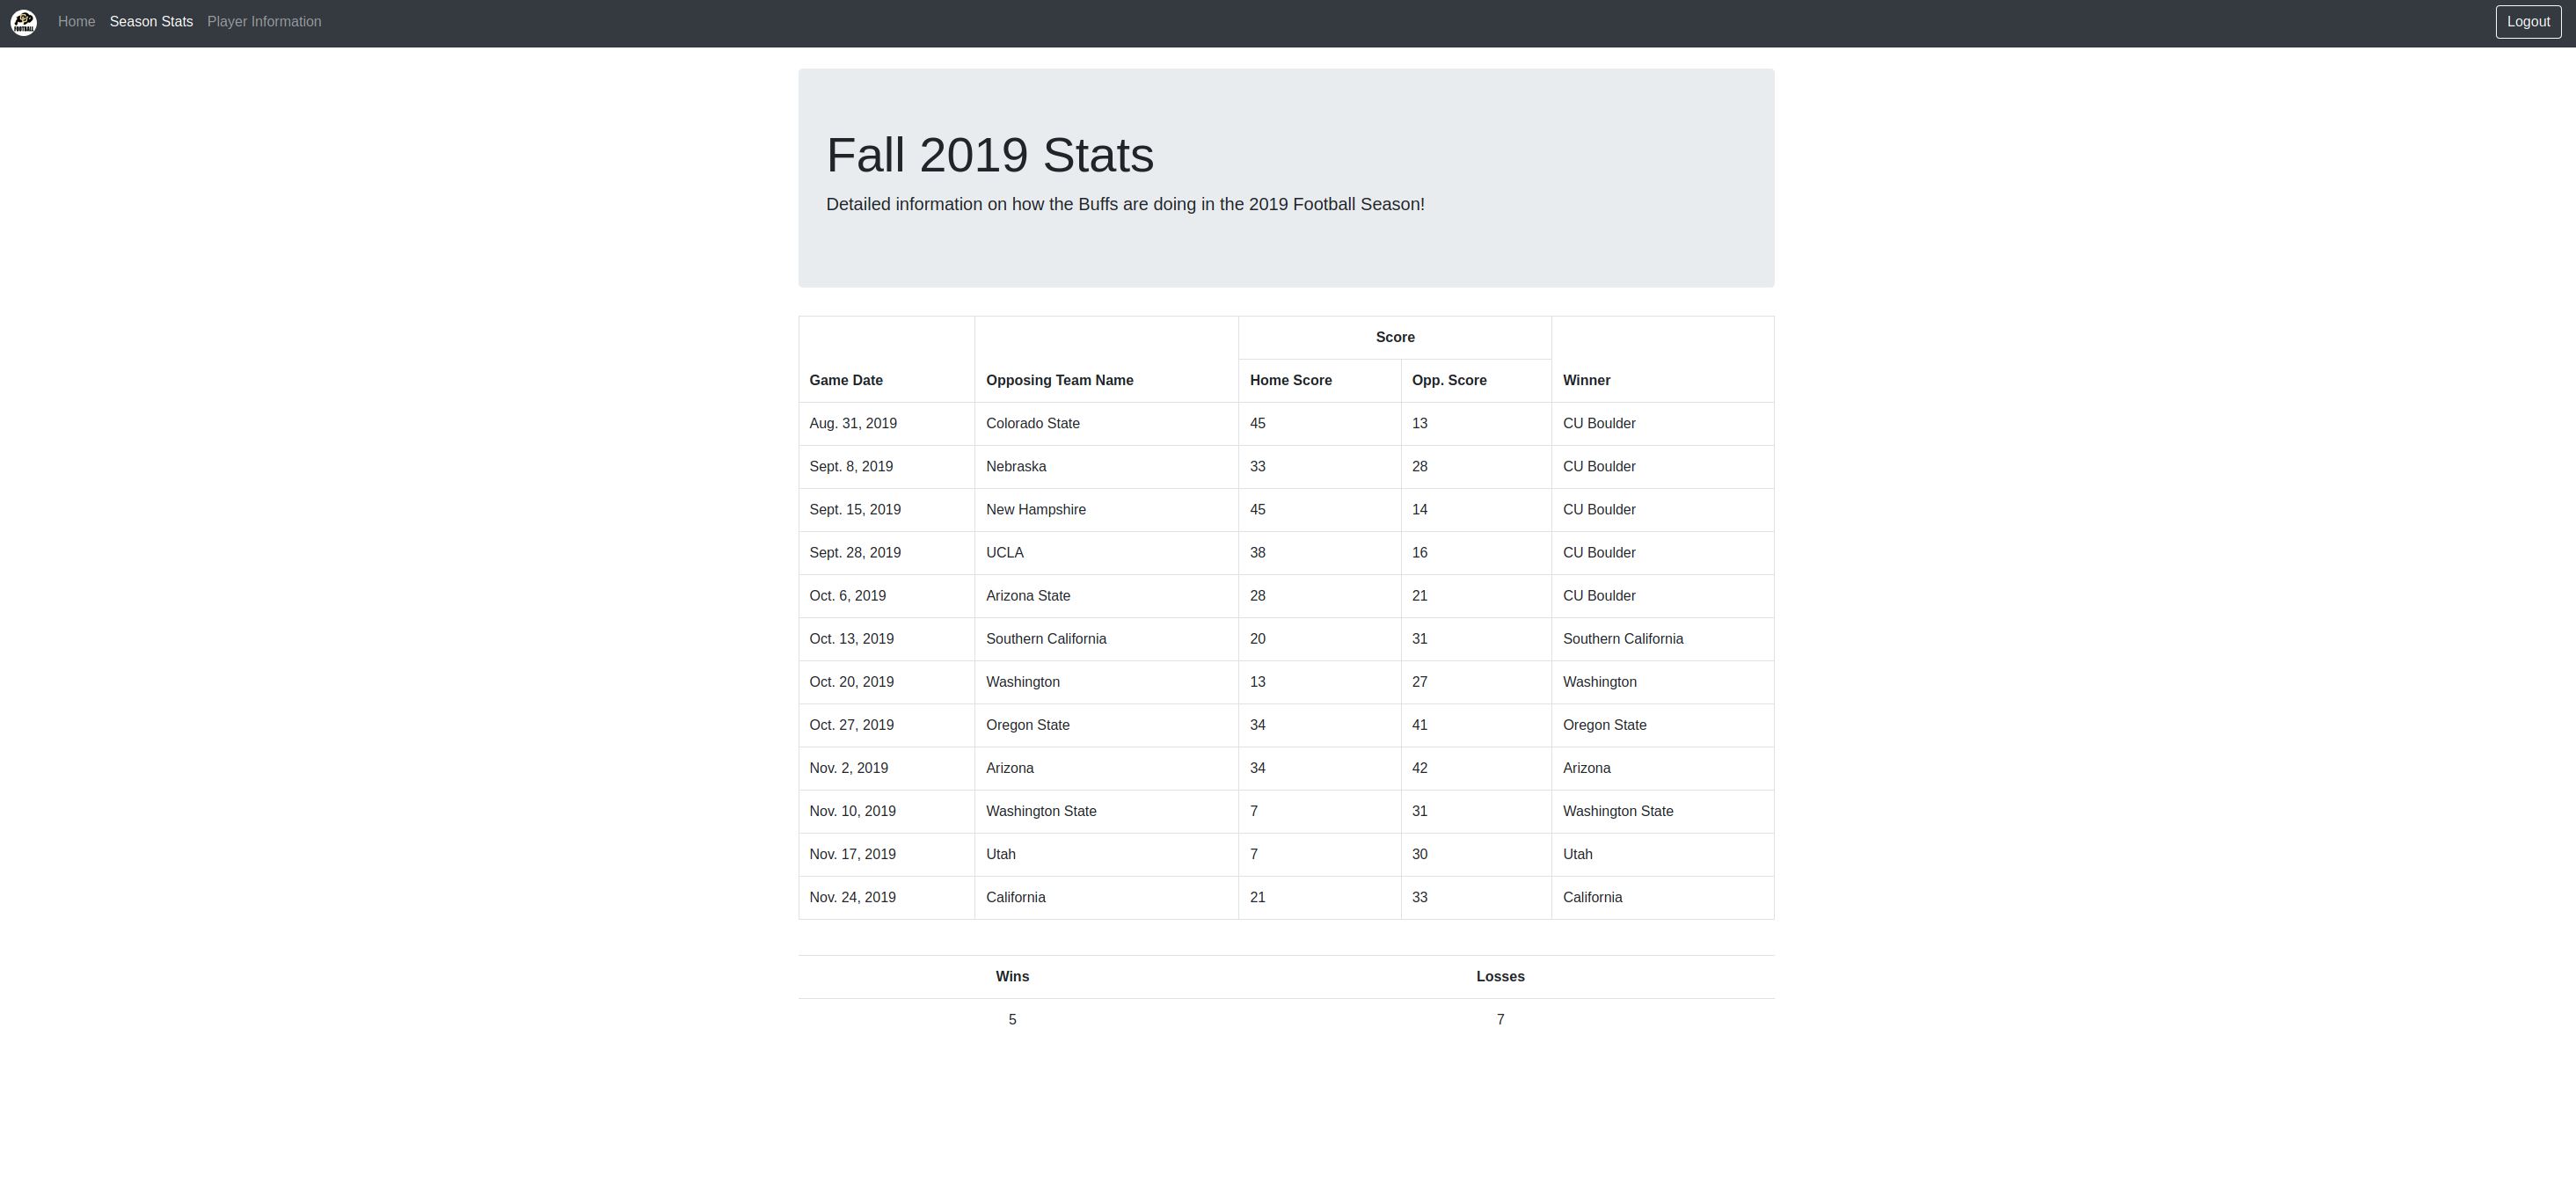 FOOTBALL
Home Season Stats Player Information Logout
Fall 2019 Stats
Detailed information on how the Buffs are doing in the 2019 Football Season!
Score
Game Date Opposing Team Name Home Score Opp. Score Winner
Aug. 31, 2019 Colorado State 45 13 CU Boulder
Sept. 8, 2019 Nebraska 33 28 CU Boulder
Sept. 15, 2019 New Hampshire 45 14 CU Boulder
Sept. 28, 2019 UCLA 38 16 CU Boulder
Oct. 6, 2019 Arizona State 28 21 CU Boulder
Oct. 13, 2019 Southern California 20 31 Southern California
Oct. 20, 2019 Washington 13 27 Washington
Oct. 27, 2019 Oregon State 34 41 Oregon State
Nov. 2, 2019 Arizona 34 42 Arizona
Nov. 10, 2019 Washington State 7 31 Washington State
Nov. 17, 2019 Utah 7 30 Utah
Nov. 24, 2019 California 21 33 California
Wins Losses
5 7